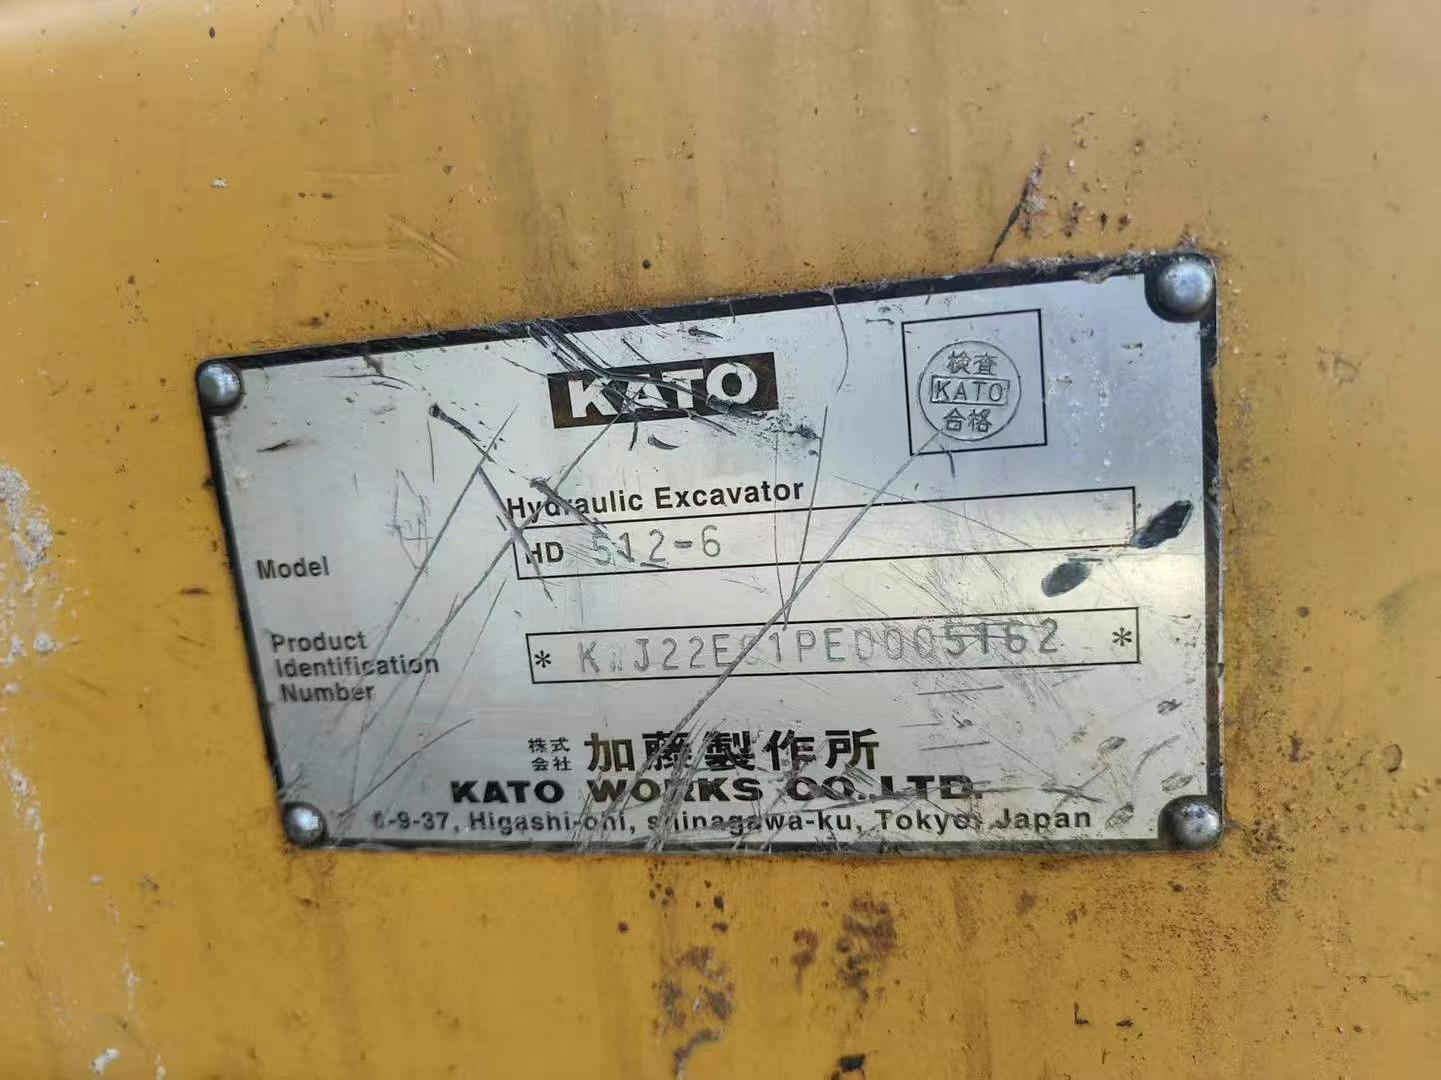 KATO
検査
KATO
合格
Hydraulic Excavator
Model HD 512-6
Product
Identification
Number
* KWJ22E01PE0005162 *
株式
会社
加藤製作所
KATO WORKS CO.,LTD.
-9-37, Higashi-ohi, shinagawa-ku, Tokyo, Japan